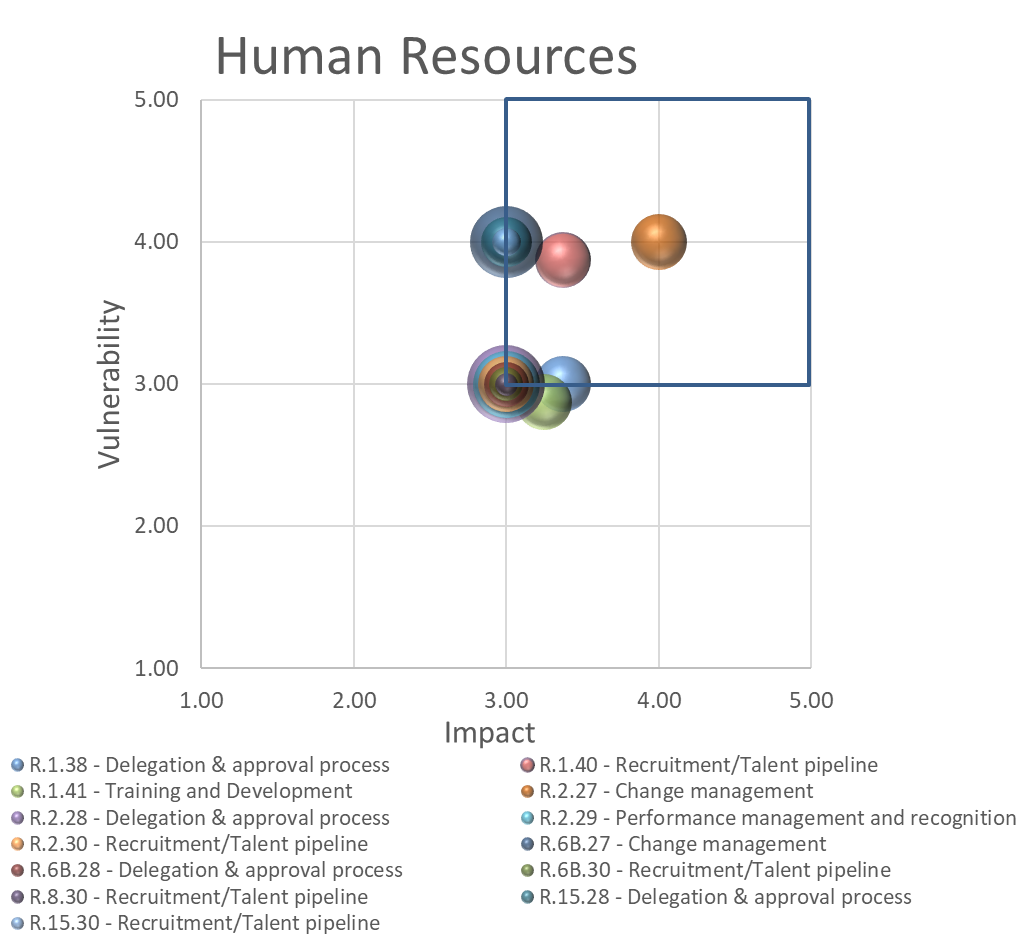 Human Resources
5.00
4.00
3.00
2.00
1.00
Vulnerability
1.00 2.00 3.00 4.00 5.00
Impact
R.1.38 - Delegation & approval process
R.1.40 - Recruitment/Talent pipeline
R.1.41 - Training and Development
R.2.27 - Change management
R.2.28 - Delegation & approval process
R.2.29 - Performance management and recognition
R.2.30 - Recruitment/Talent pipeline
R.6B.27 - Change management
R.6B.28 - Delegation & approval process
R.6B.30 - Recruitment/Talent pipeline
R.8.30 - Recruitment/Talent pipeline
R.15.28 - Delegation & approval process
R.15.30 - Recruitment/Talent pipeline